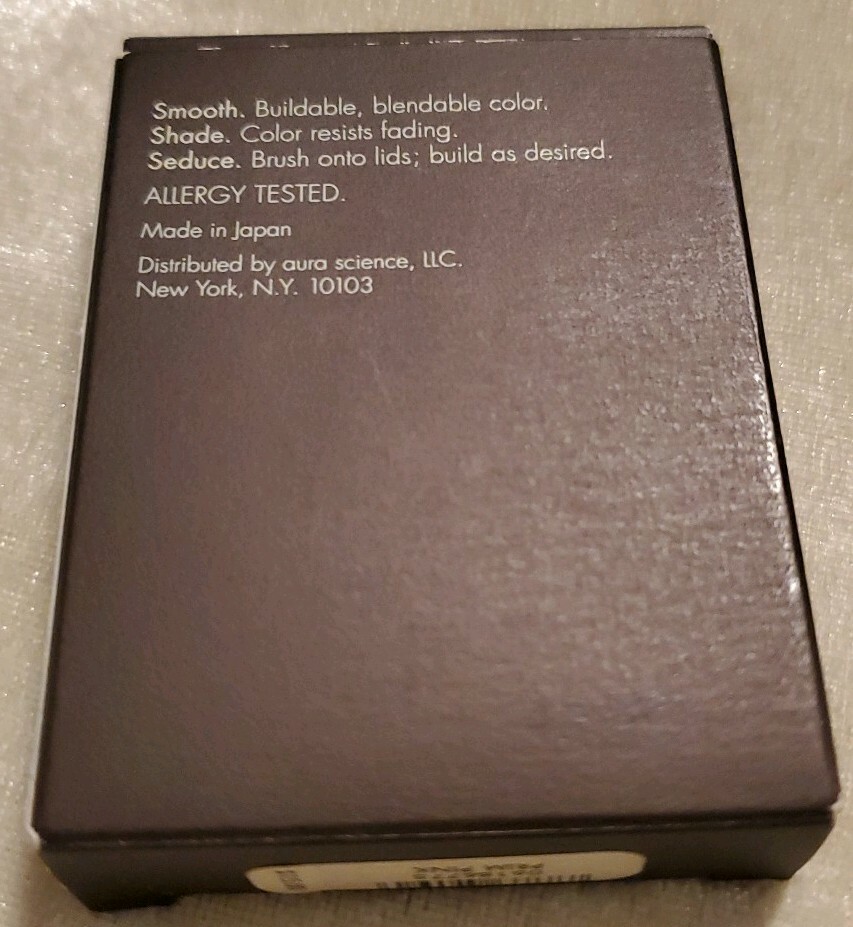 Smooth. Buildable, blendable color.
Shade. Color resists fading.
Seduce. Brush onto lids; build as desired.
ALLERGY TESTED.
Made in Japan
Distributed by aura science, LLC.
New York, N.Y. 10103